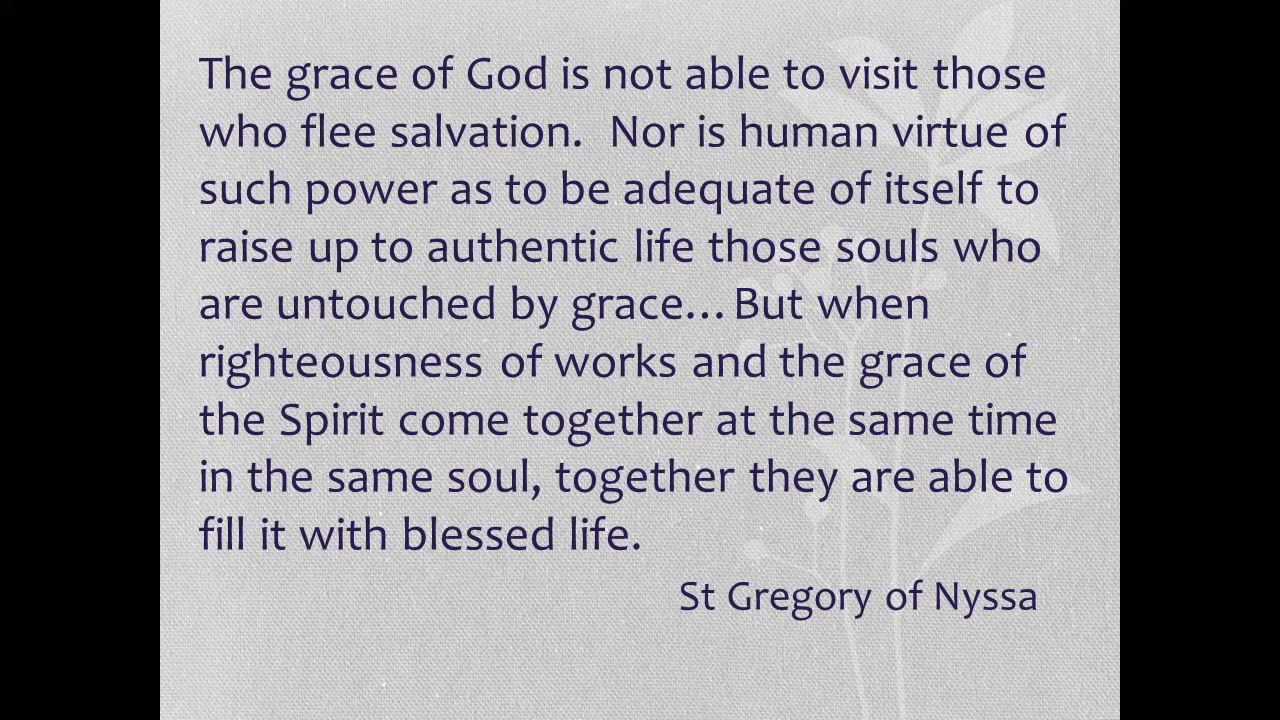 The grace of God is not able to visit those
who flee salvation.  Nor is human virtue of
such power as to be adequate of itself to
raise up to authentic life those souls who
are untouched by grace… But when
righteousness of works and the grace of
the Spirit come together at the same time
in the same soul, together they are able to
fill it with blessed life.
St Gregory of Nyssa